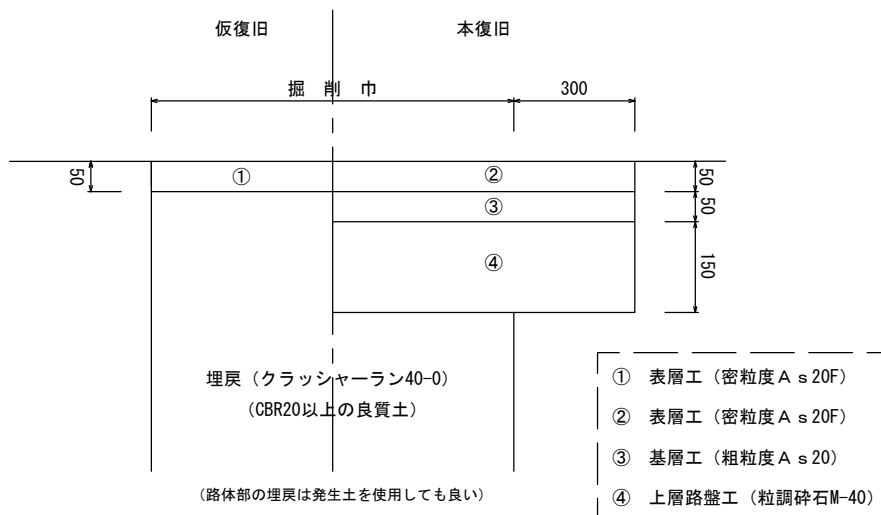 仮復旧
本復旧
掘 削 巾
300
50
①
②
50
③
50
④
150
埋戻（クラッシャーラン40-0）
（CBR20以上の良質土）
（路体部の埋戻は発生土を使用しても良い）
① 表層工（密粒度Ａｓ20F）
② 表層工（密粒度Ａｓ20F）
③ 基層工（粗粒度Ａｓ20）
④ 上層路盤工（粒調砕石M-40）